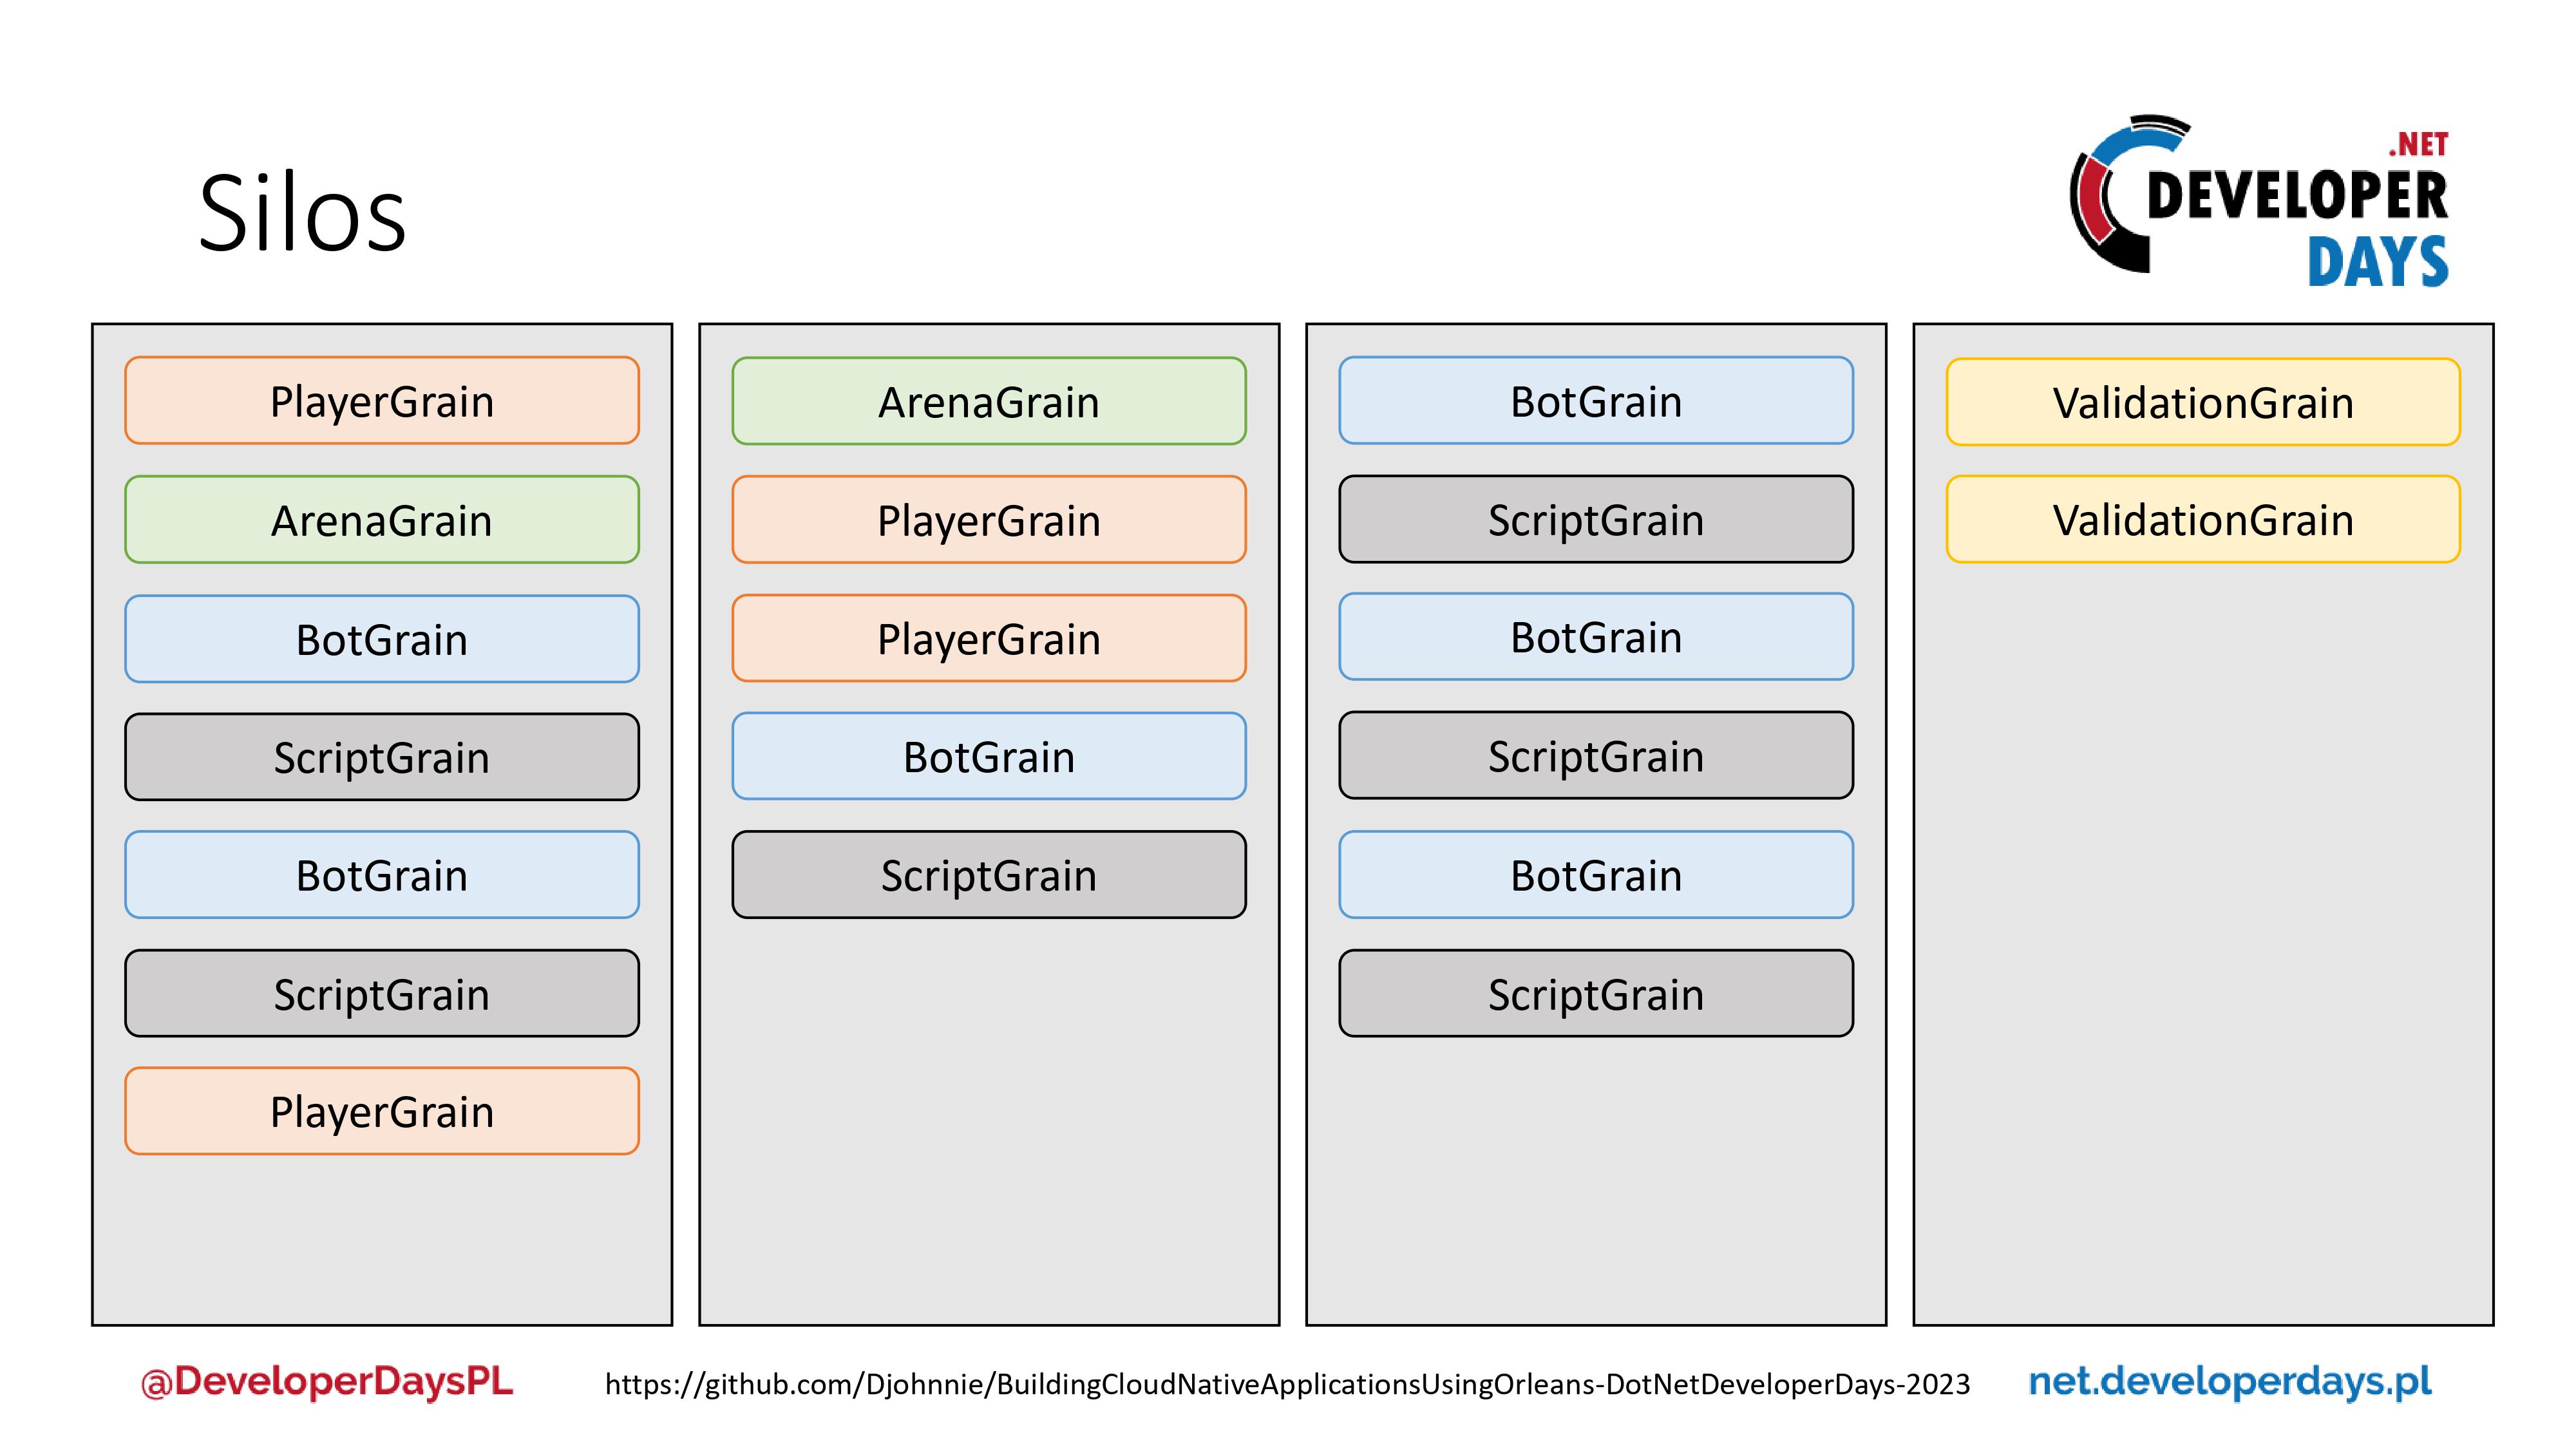 Silos
.NET
DEVELOPER
DAYS
PlayerGrain
ArenaGrain
BotGrain
ScriptGrain
BotGrain
ScriptGrain
PlayerGrain
ArenaGrain
PlayerGrain
PlayerGrain
BotGrain
ScriptGrain
BotGrain
ScriptGrain
BotGrain
ScriptGrain
BotGrain
ScriptGrain
ValidationGrain
ValidationGrain
@DeveloperDaysPL
https://github.com/Djohnnie/BuildingCloudNativeApplicationsUsingOrleans-DotNetDeveloperDays-2023
net.developerdays.pl